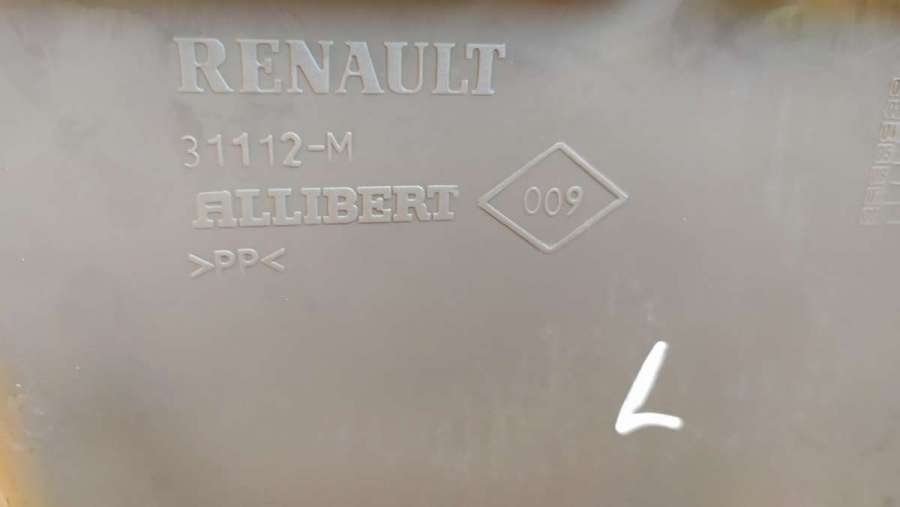 RENAULT
31112-M
ALLIBERT
009
>PP<
L